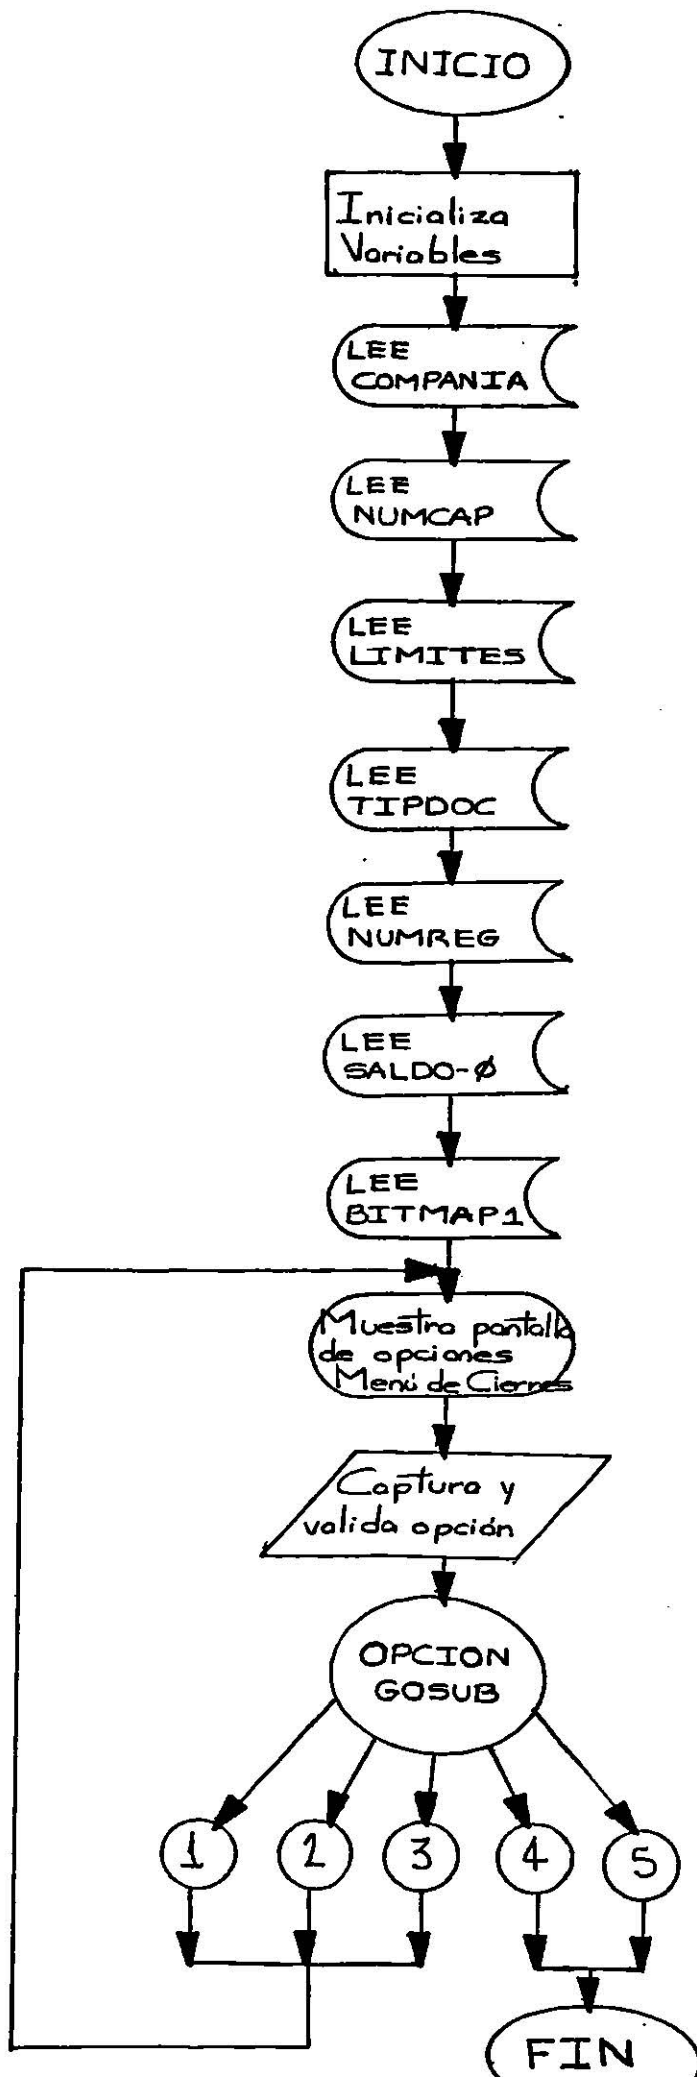 INICIO
Inicializa
Variables
LEE
COMPANIA
LEE
NUMCAP
LEE
LIMITES
LEE
TIPDOC
LEE
NUMREG
LEE
SALDO-Ø
LEE
BITMAP1
Muestra pantalla
de opciones
Menú de Cierres
Captura y
valida opción
OPCION
GOSUB
1 2 3 4 5
FIN